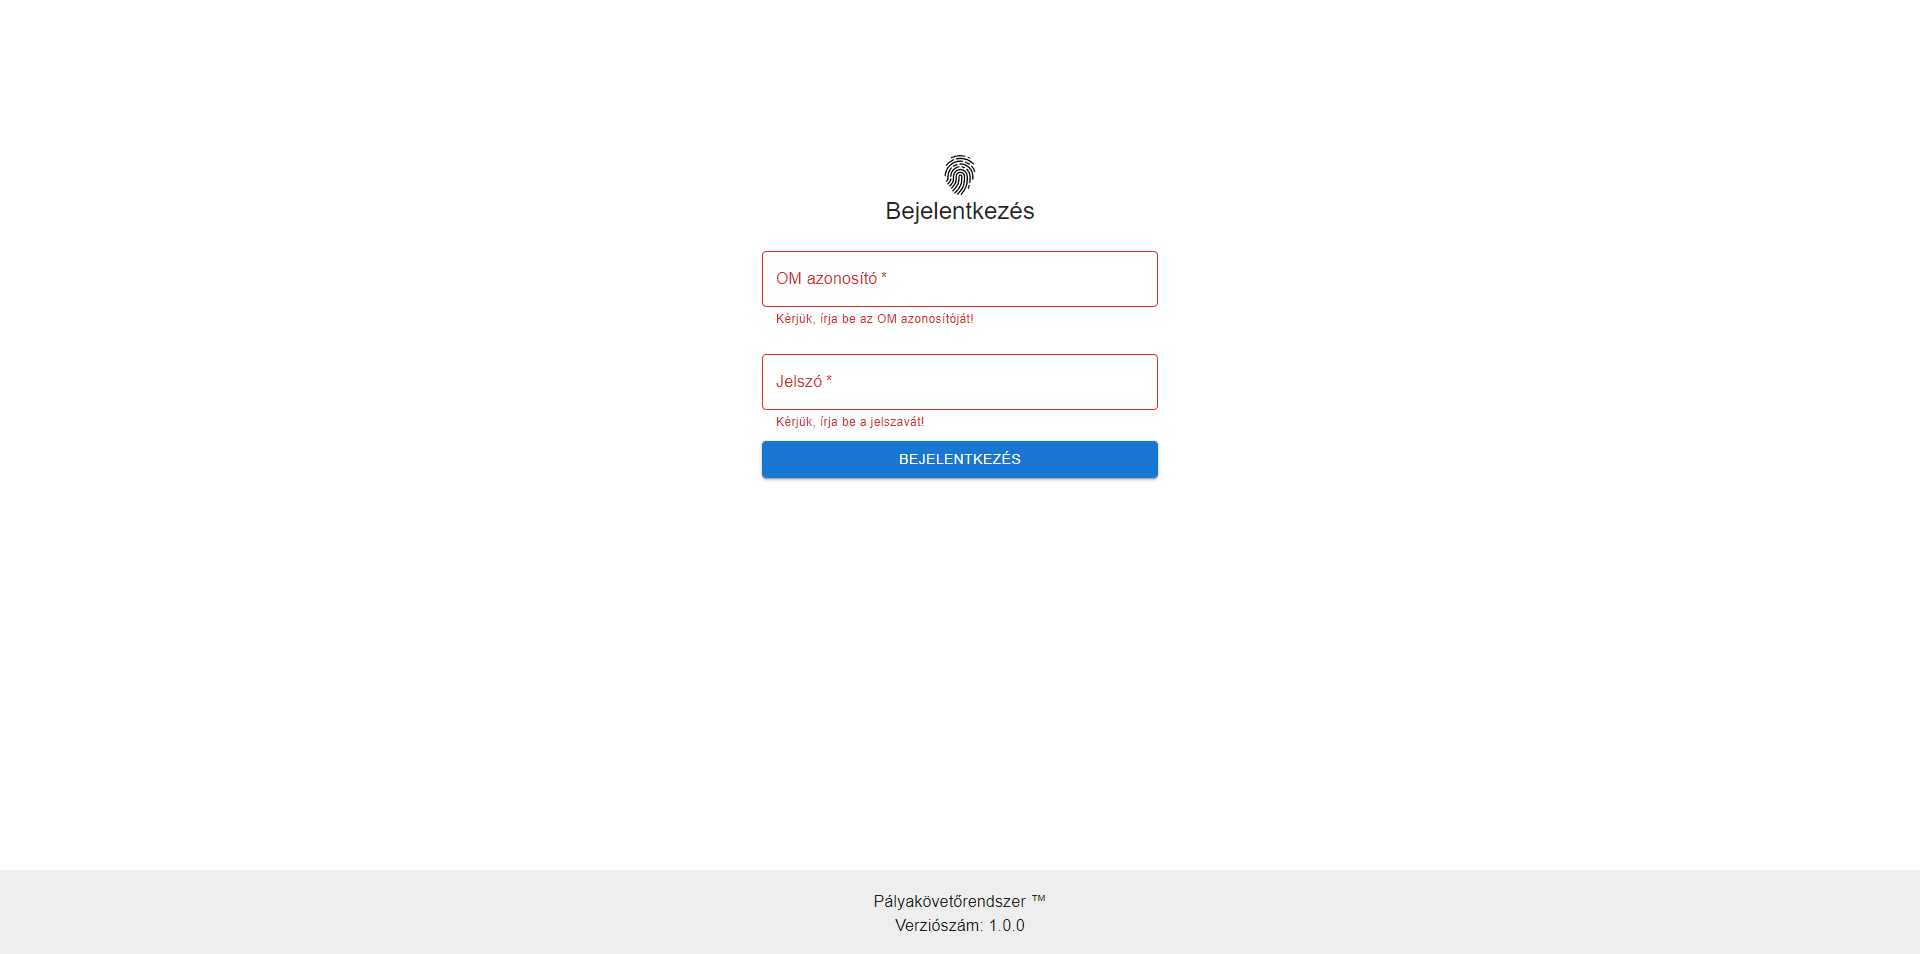 Bejelentkezés
OM azonosító *
Kérjük, írja be az OM azonosítóját!
Jelszó *
Kérjük, írja be a jelszavát!
BEJELENTKEZÉS
Pályakövetőrendszer ™
Verziószám: 1.0.0